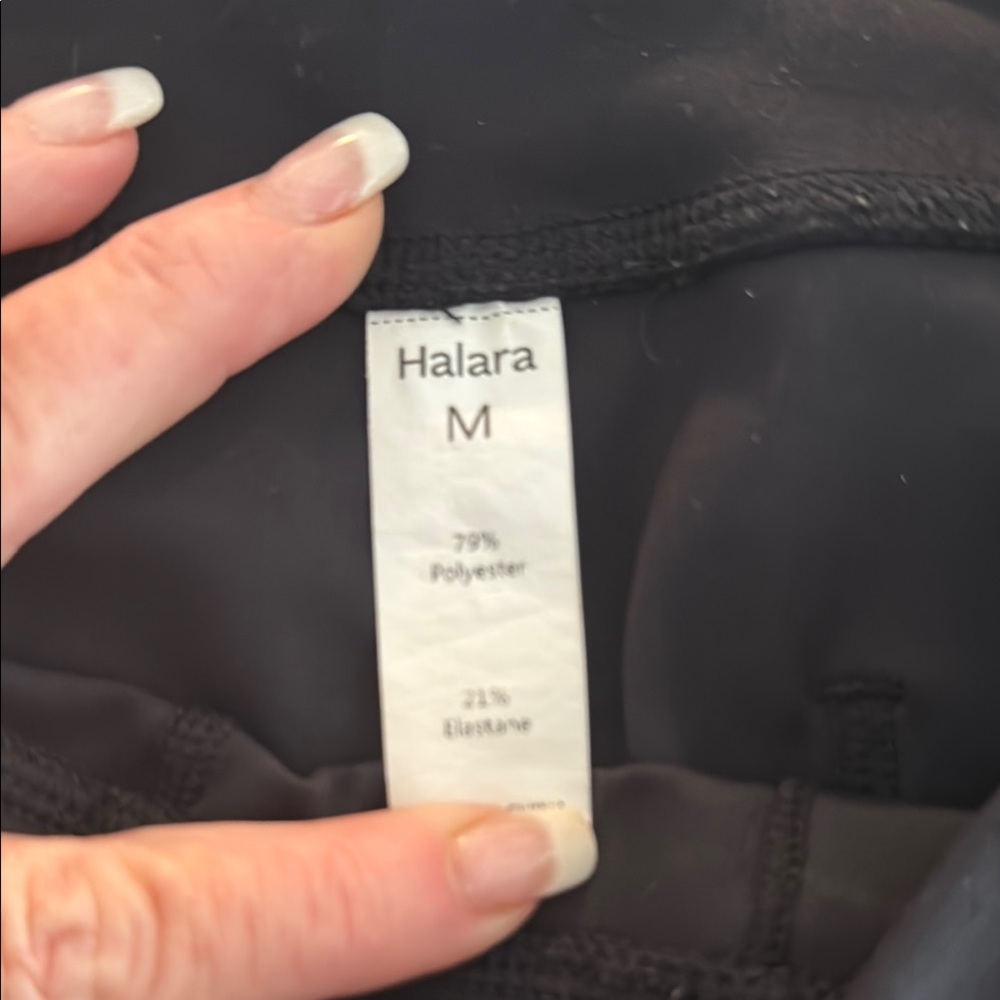 Halara
M
79%
Polyester
21%
Elastane